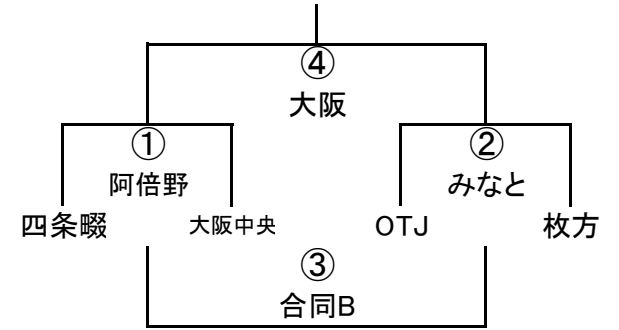 ④
大阪
①
阿倍野
②
みなと
四条畷
大阪中央
OTJ
枚方
③
合同B